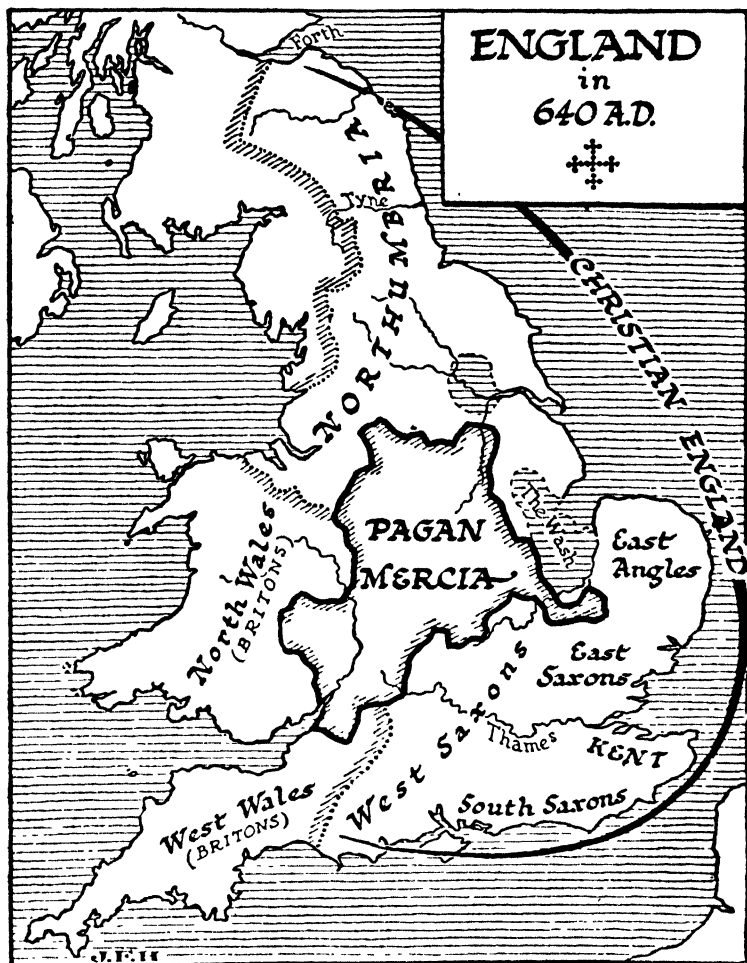 ENGLAND
in
640 A.D.
Forth
Tyne
NORTHUMBRIA
CHRISTIAN ENGLAND
The Wash
PAGAN
MERCIA
East
Angles
North Wales
(BRITONS)
East
Saxons
West Saxons
Thames
KENT
South Saxons
West Wales
(BRITONS)